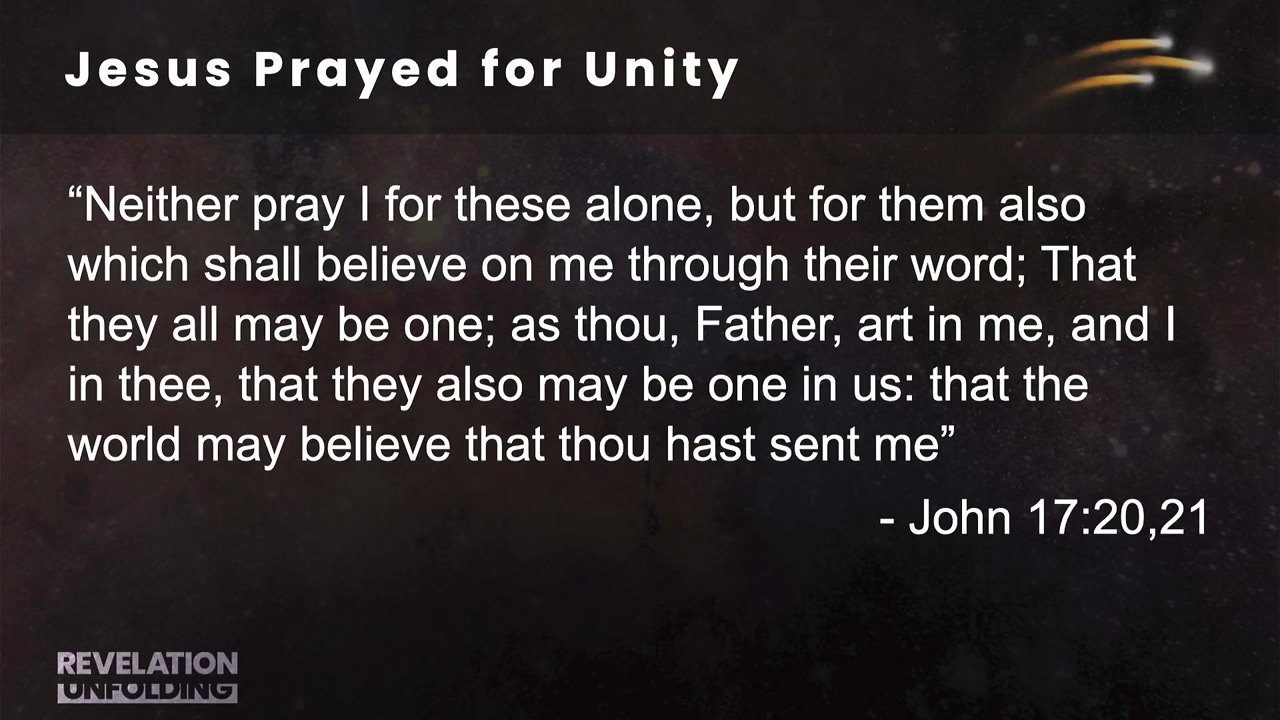 Jesus Prayed for Unity
“Neither pray I for these alone, but for them also
which shall believe on me through their word; That
they all may be one; as thou, Father, art in me, and I
in thee, that they also may be one in us: that the
world may believe that thou hast sent me”
- John 17:20,21
REVELATION
UNFOLDING